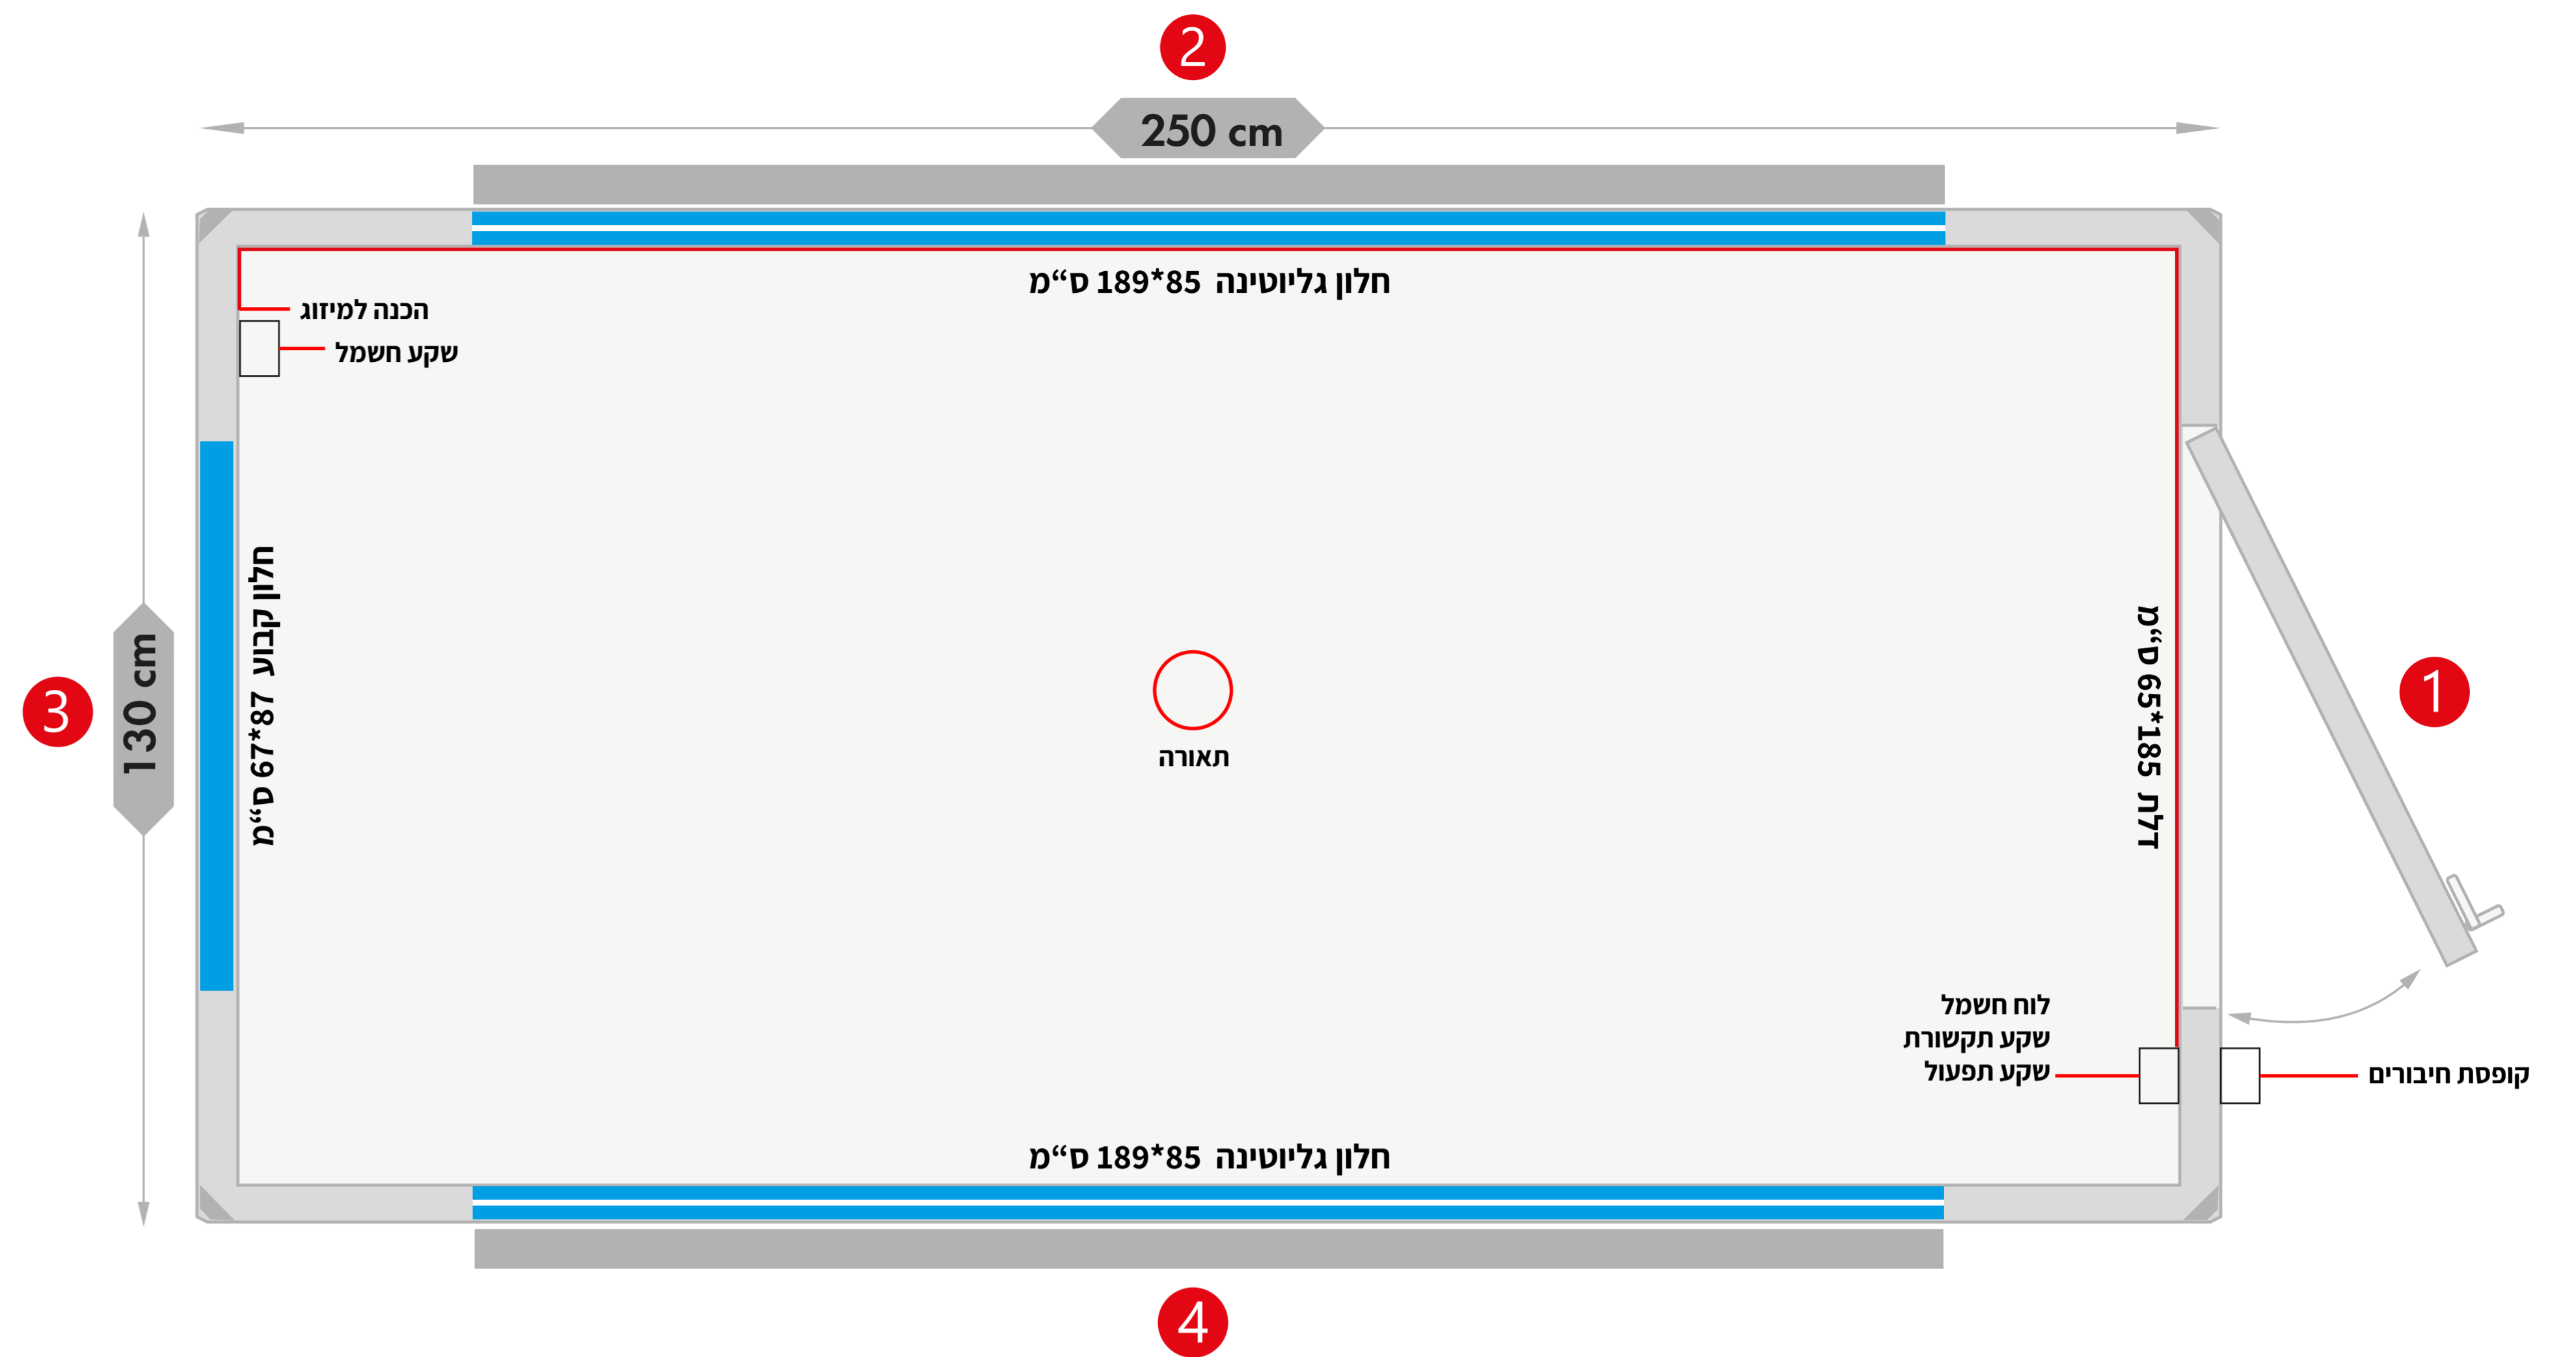 2
250 cm
חלון גליוטינה 85*189 ס“מ
הכנה למיזוג
שקע חשמל
חלון קבוע 87*67 ס“מ
130 cm
3
תאורה
דלת 185*65 ס“מ
1
לוח חשמל
שקע תקשורת
שקע תפעול
קופסת חיבורים
חלון גליוטינה 85*189 ס“מ
4